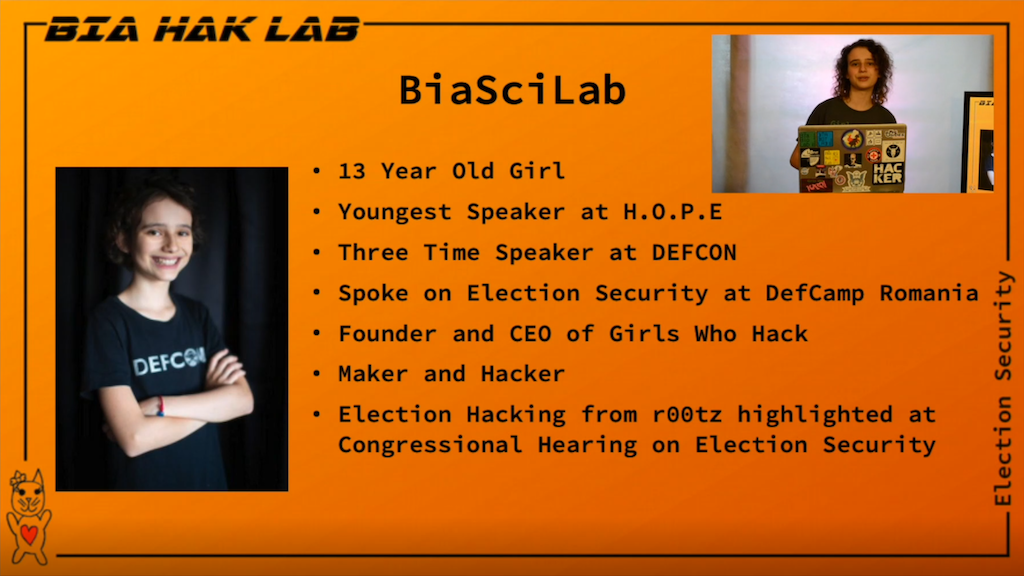 BIA HAK LAB
BiaSciLab
• 13 Year Old Girl
• Youngest Speaker at H.O.P.E
• Three Time Speaker at DEFCON
• Spoke on Election Security at DefCamp Romania
• Founder and CEO of Girls Who Hack
• Maker and Hacker
• Election Hacking from r00tz highlighted at
Congressional Hearing on Election Security
DEFCON
HAC
KER
Election Security